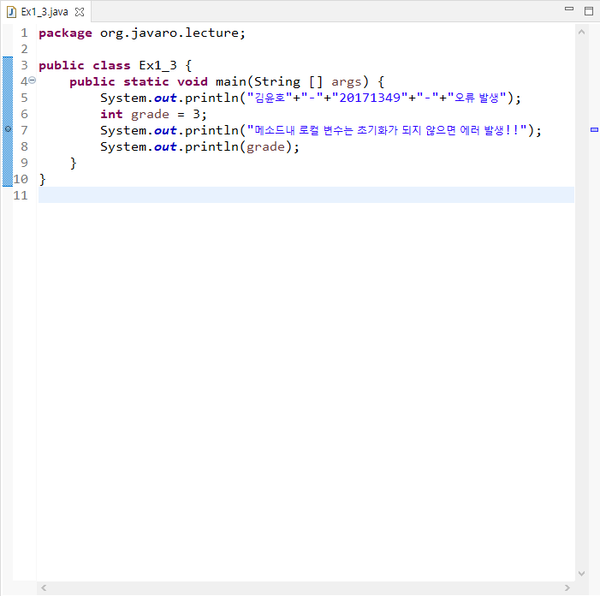 Ex1_3.java
1 package org.javaro.lecture;
2
3 public class Ex1_3 {
4 public static void main(String [] args) {
5 System.out.println("김윤호"+"-"+"20171349"+"-"+"오류 발생");
6 int grade = 3;
7 System.out.println("메소드내 로컬 변수는 초기화가 되지 않으면 에러 발생!!");
8 System.out.println(grade);
9 }
10 }
11